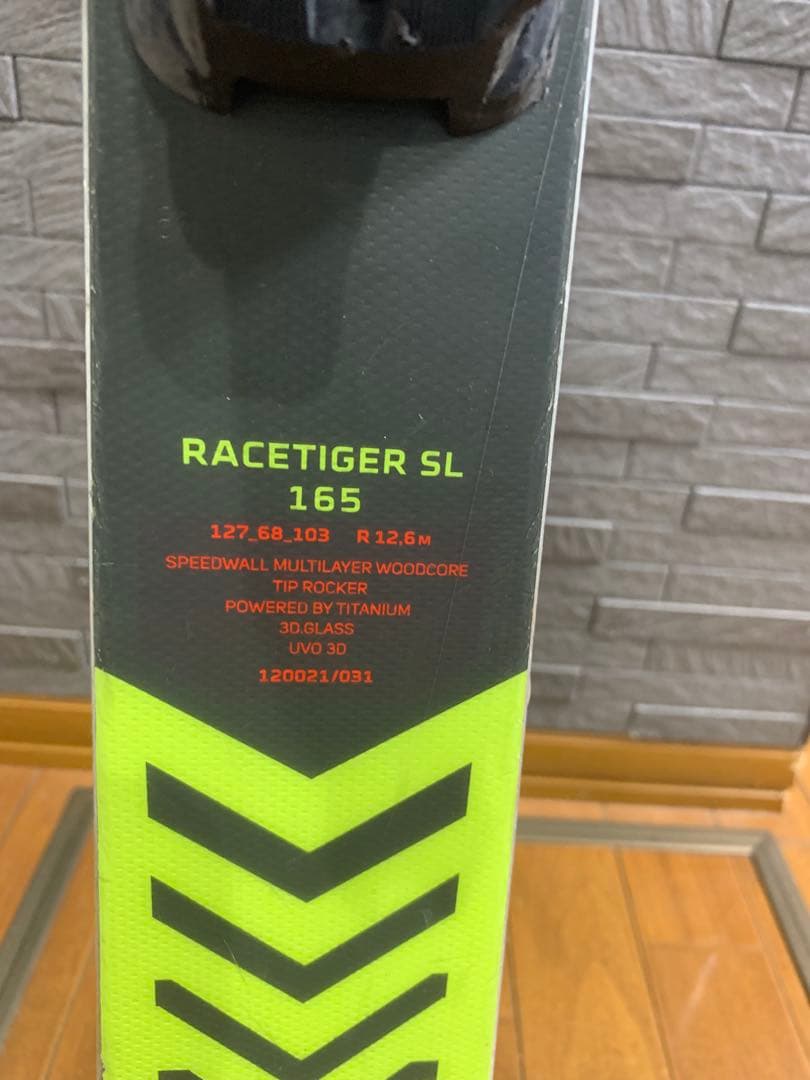 RACETIGER SL
165
127_68_103 R 12,6M
SPEEDWALL MULTILAYER WOODCORE
TIP ROCKER
POWERED BY TITANIUM
3D.GLASS
UVO 3D
120021/031